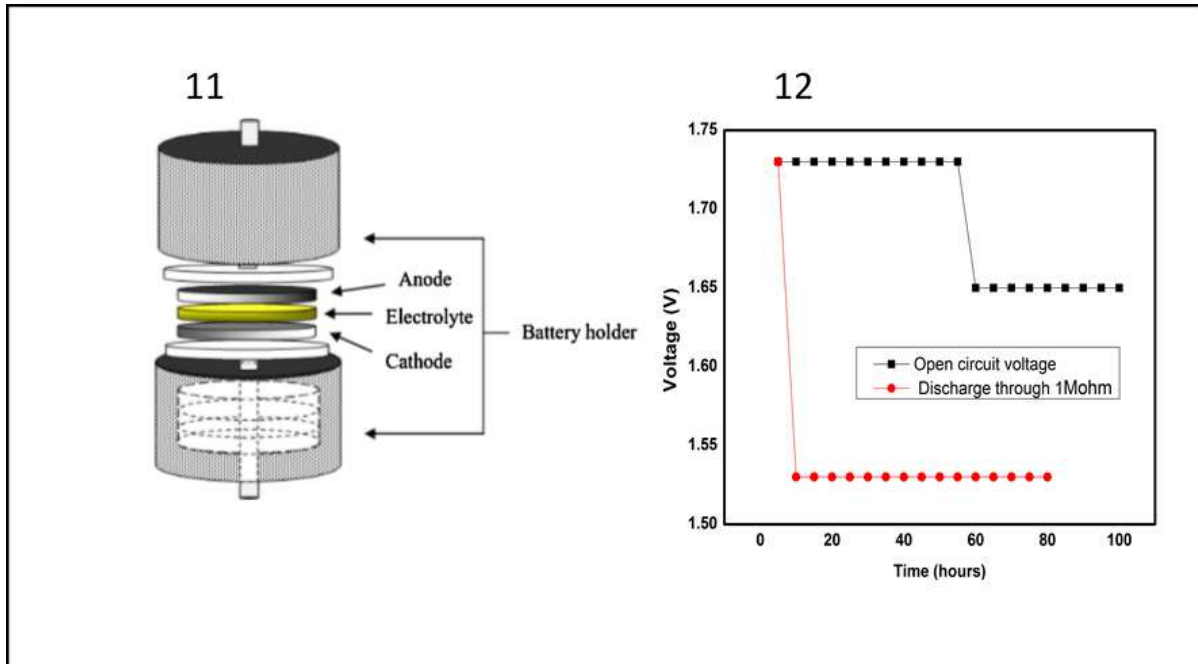 11
Anode
Electrolyte
Cathode
Battery holder
12
1.75
1.70
1.65
1.60
1.55
1.50
Voltage (V)
Open circuit voltage
Discharge through 1Mohm
0 20 40 60 80 100
Time (hours)